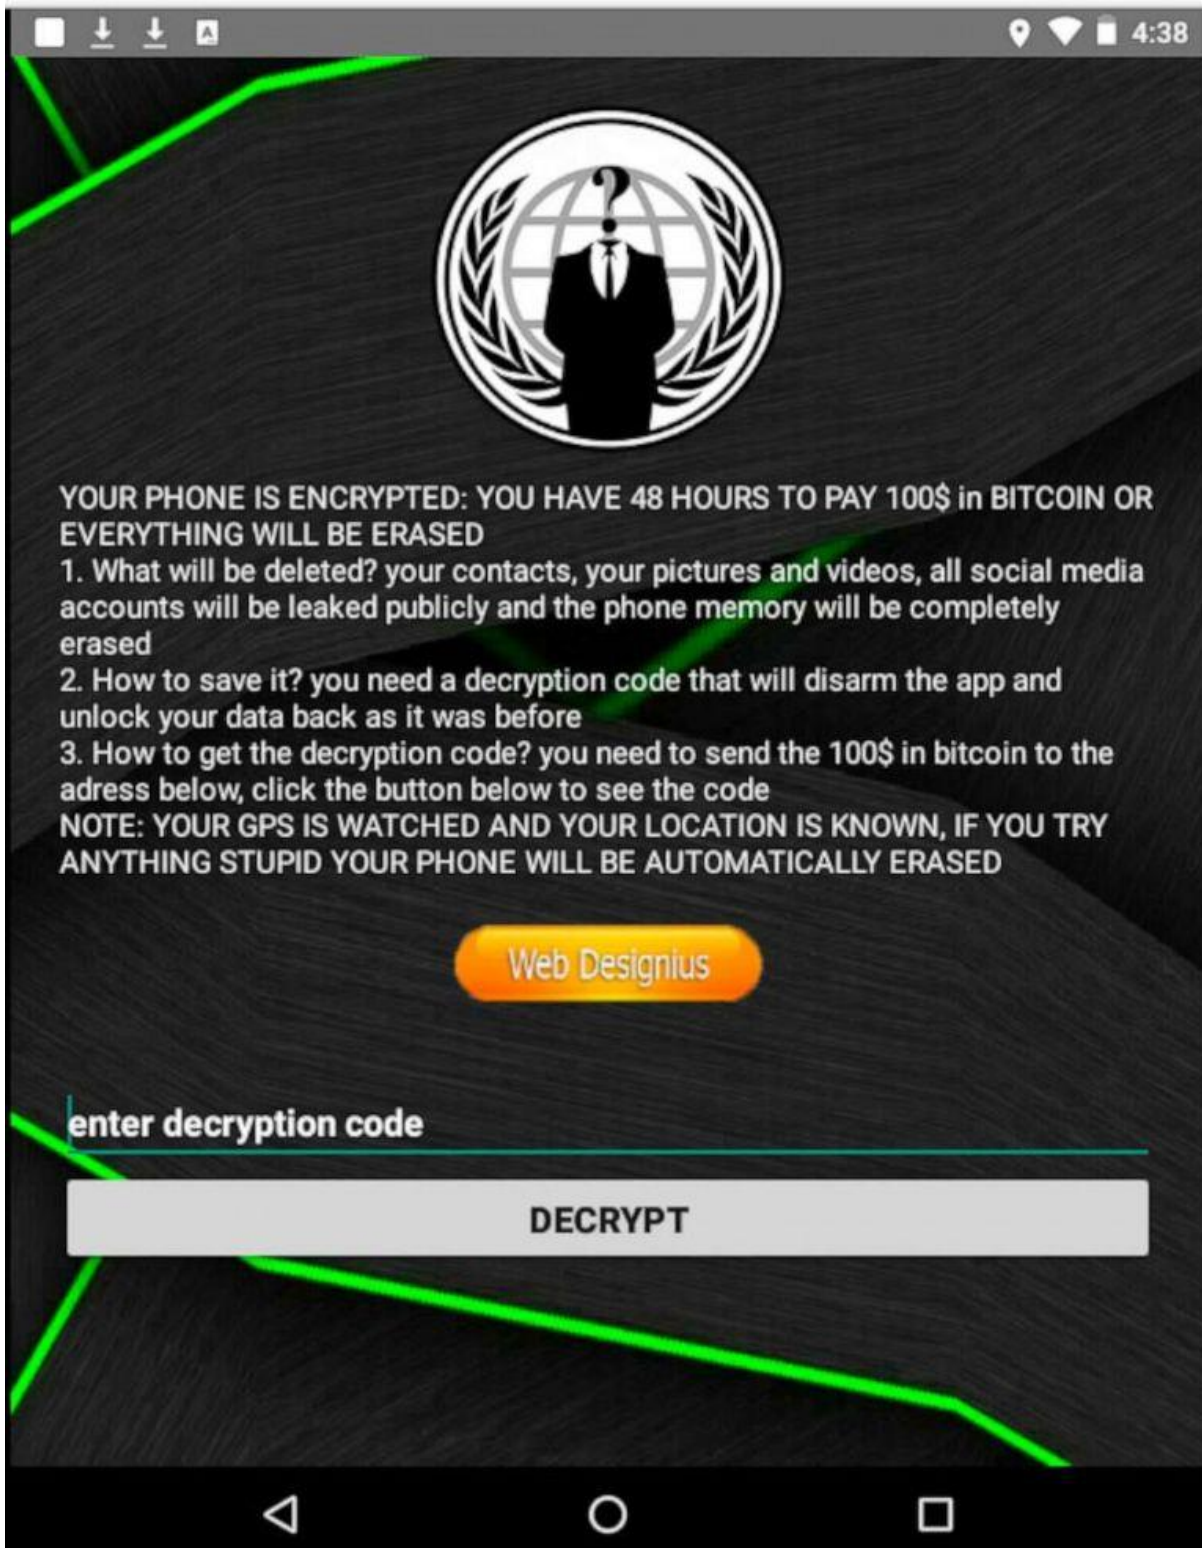 4:38
YOUR PHONE IS ENCRYPTED: YOU HAVE 48 HOURS TO PAY 100$ in BITCOIN OR
EVERYTHING WILL BE ERASED
1. What will be deleted? your contacts, your pictures and videos, all social media
accounts will be leaked publicly and the phone memory will be completely
erased
2. How to save it? you need a decryption code that will disarm the app and
unlock your data back as it was before
3. How to get the decryption code? you need to send the 100$ in bitcoin to the
adress below, click the button below to see the code
NOTE: YOUR GPS IS WATCHED AND YOUR LOCATION IS KNOWN, IF YOU TRY
ANYTHING STUPID YOUR PHONE WILL BE AUTOMATICALLY ERASED
Web Designius
enter decryption code
DECRYPT